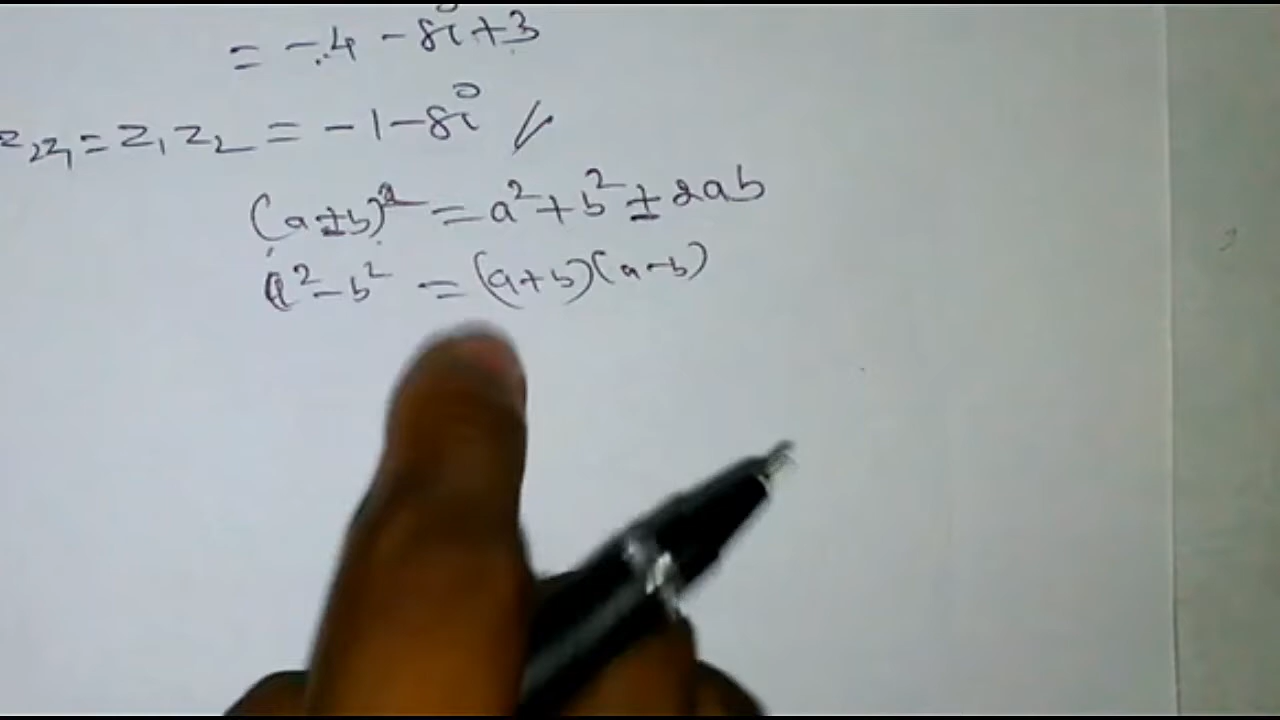 = -4 - 8i + 3
z₂z₁ = z₁z₂ = -1 - 8i //
(a±b)² = a² + b² ± 2ab
a² - b² = (a+b)(a-b)